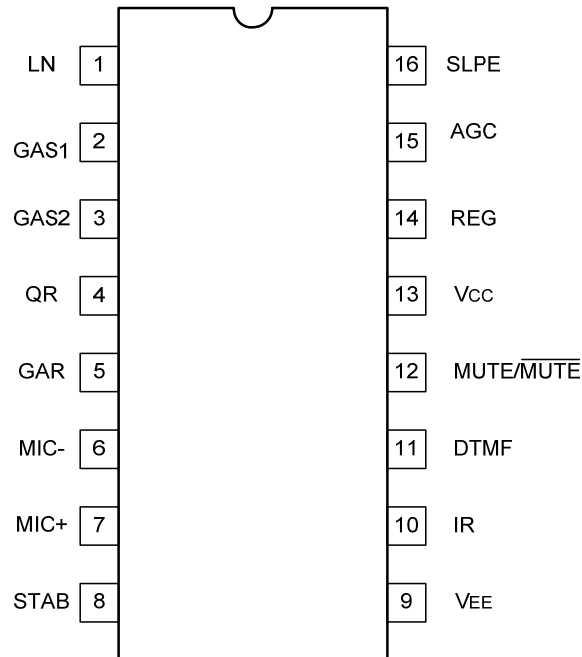 LN 1 16 SLPE
GAS1 2 15 AGC
GAS2 3 14 REG
QR 4 13 VCC
GAR 5 12 MUTE/MUTE
MIC- 6 11 DTMF
MIC+ 7 10 IR
STAB 8 9 VEE